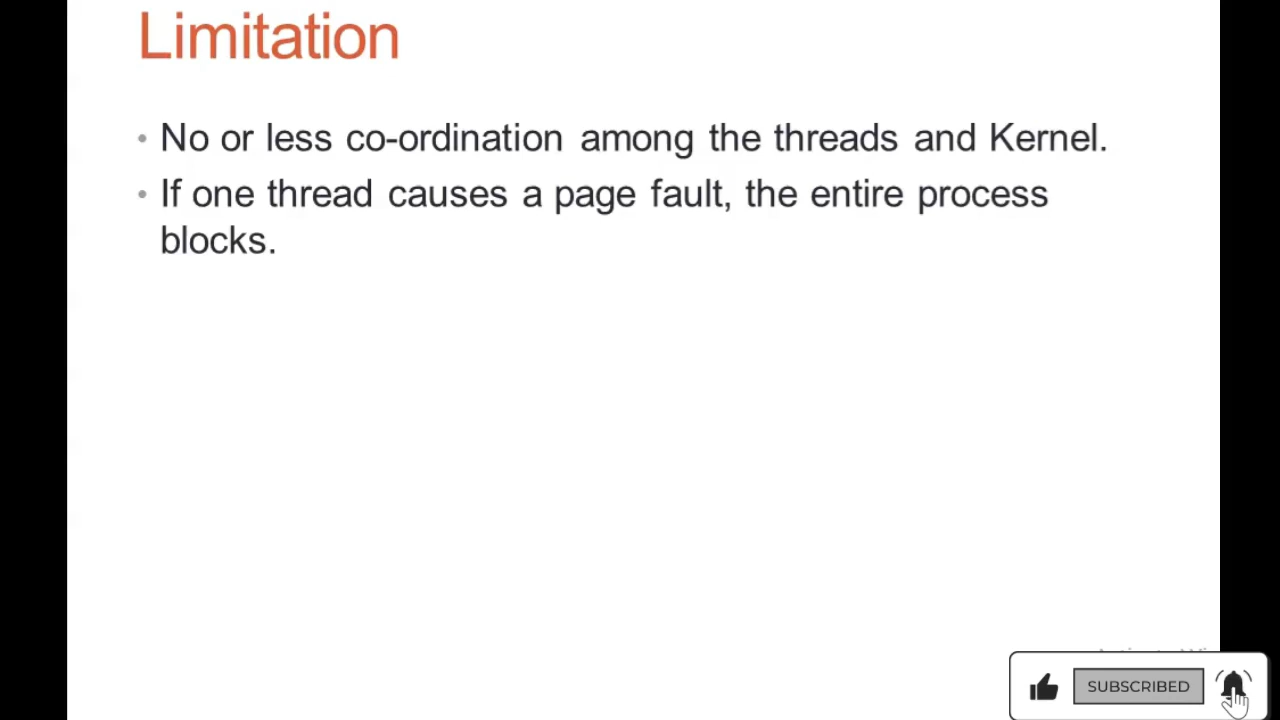 Limitation
• No or less co-ordination among the threads and Kernel.
• If one thread causes a page fault, the entire process
blocks.
SUBSCRIBED